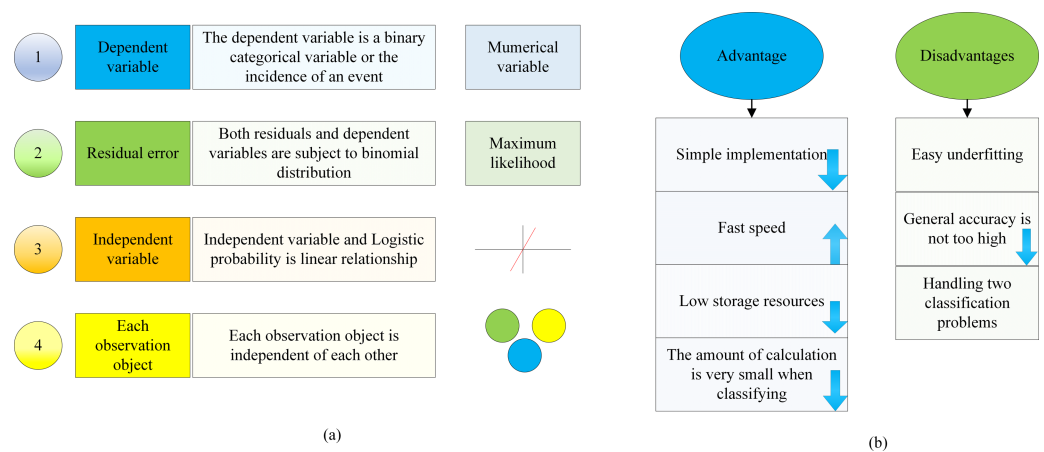 1
Dependent
variable
The dependent variable is a binary
categorical variable or the
incidence of an event
Mumerical
variable
2
Residual error
Both residuals and dependent
variables are subject to binomial
distribution
Maximum
likelihood
3
Independent
variable
Independent variable and Logistic
probability is linear relationship
4
Each
observation
object
Each observation object is
independent of each other
(a)
Advantage
Simple implementation
Fast speed
Low storage resources
The amount of calculation
is very small when
classifying
Disadvantages
Easy underfitting
General accuracy is
not too high
Handling two
classification
problems
(b)